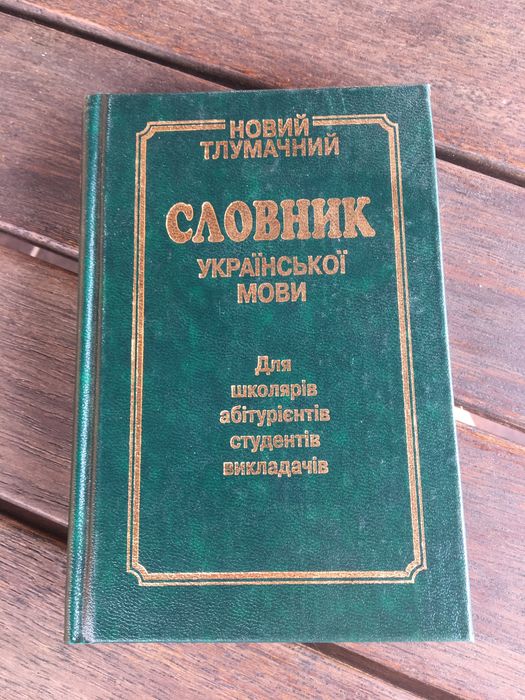 НОВИЙ
ТЛУМАЧНИЙ
СЛОВНИК
УКРАЇНСЬКОЇ
МОВИ
Для
школярів
абітурієнтів
студентів
викладачів